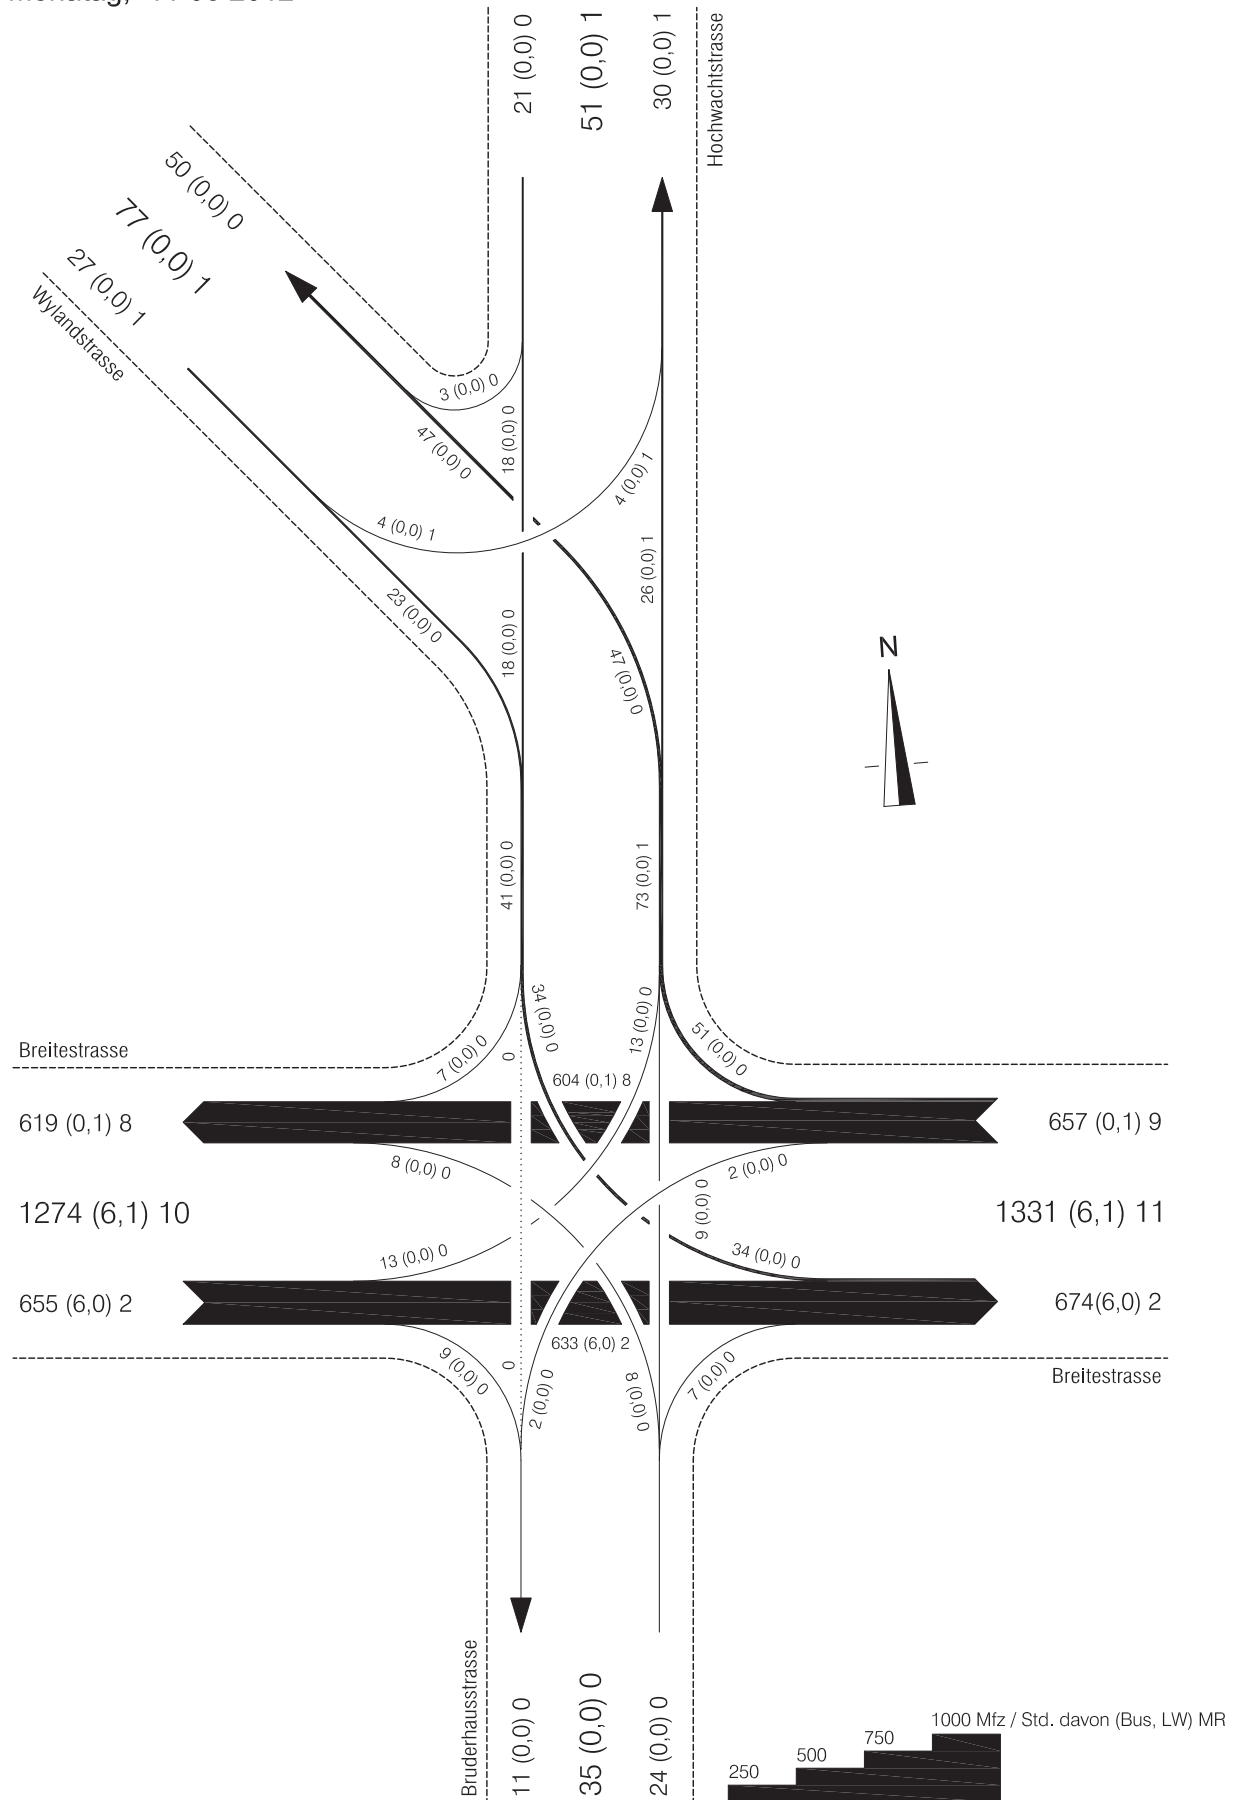 21 (0,0) 0
51 (0,0) 1
30 (0,0) 1
Hochwachtstrasse
50 (0,0) 0
77 (0,0) 1
27 (0,0) 1
Wylandstrasse
3 (0,0) 0
47 (0,0) 0
18 (0,0) 0
4 (0,0) 1
4 (0,0) 1
26 (0,0) 1
23 (0,0) 0
18 (0,0) 0
47 (0,0) 0
N
41 (0,0) 0
73 (0,0) 1
34 (0,0) 0
13 (0,0) 0
51 (0,0) 0
Breitestrasse
7 (0,0) 0
0
604 (0,1) 8
619 (0,1) 8
657 (0,1) 9
8 (0,0) 0
2 (0,0) 0
9 (0,0) 0
1274 (6,1) 10
1331 (6,1) 11
13 (0,0) 0
34 (0,0) 0
655 (6,0) 2
674(6,0) 2
633 (6,0) 2
9 (0,0) 0
0
2 (0,0) 0
8 (0,0) 0
7 (0,0) 0
Breitestrasse
Bruderhausstrasse
11 (0,0) 0
35 (0,0) 0
24 (0,0) 0
1000 Mfz / Std. davon (Bus, LW) MR
750
500
250